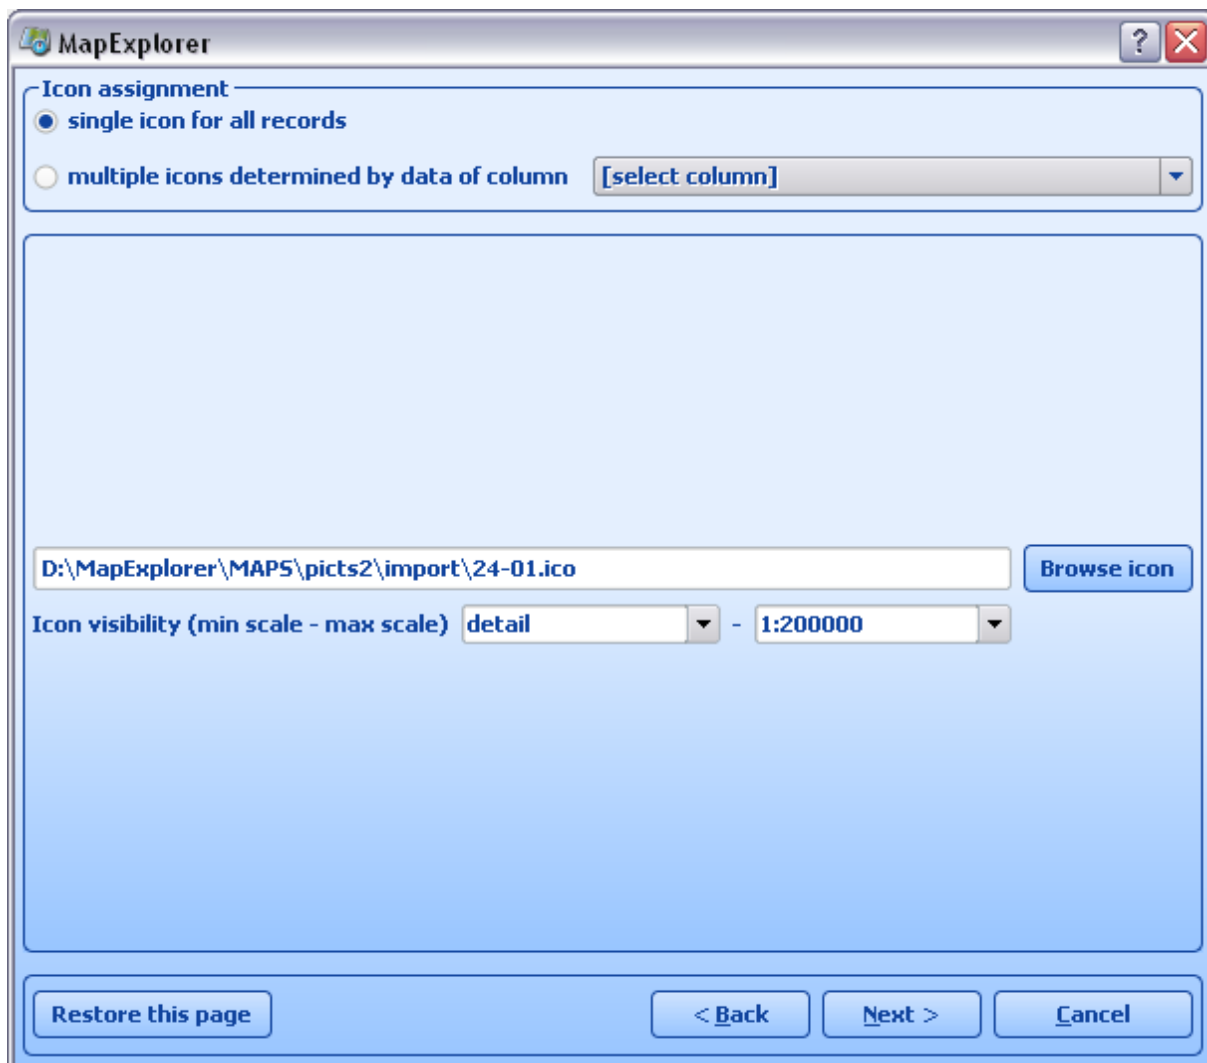 MapExplorer
?
Icon assignment
single icon for all records
multiple icons determined by data of column [select column]
D:\MapExplorer\MAPS\picts2\import\24-01.ico Browse icon
Icon visibility (min scale - max scale) detail - 1:200000
Restore this page < Back Next > Cancel